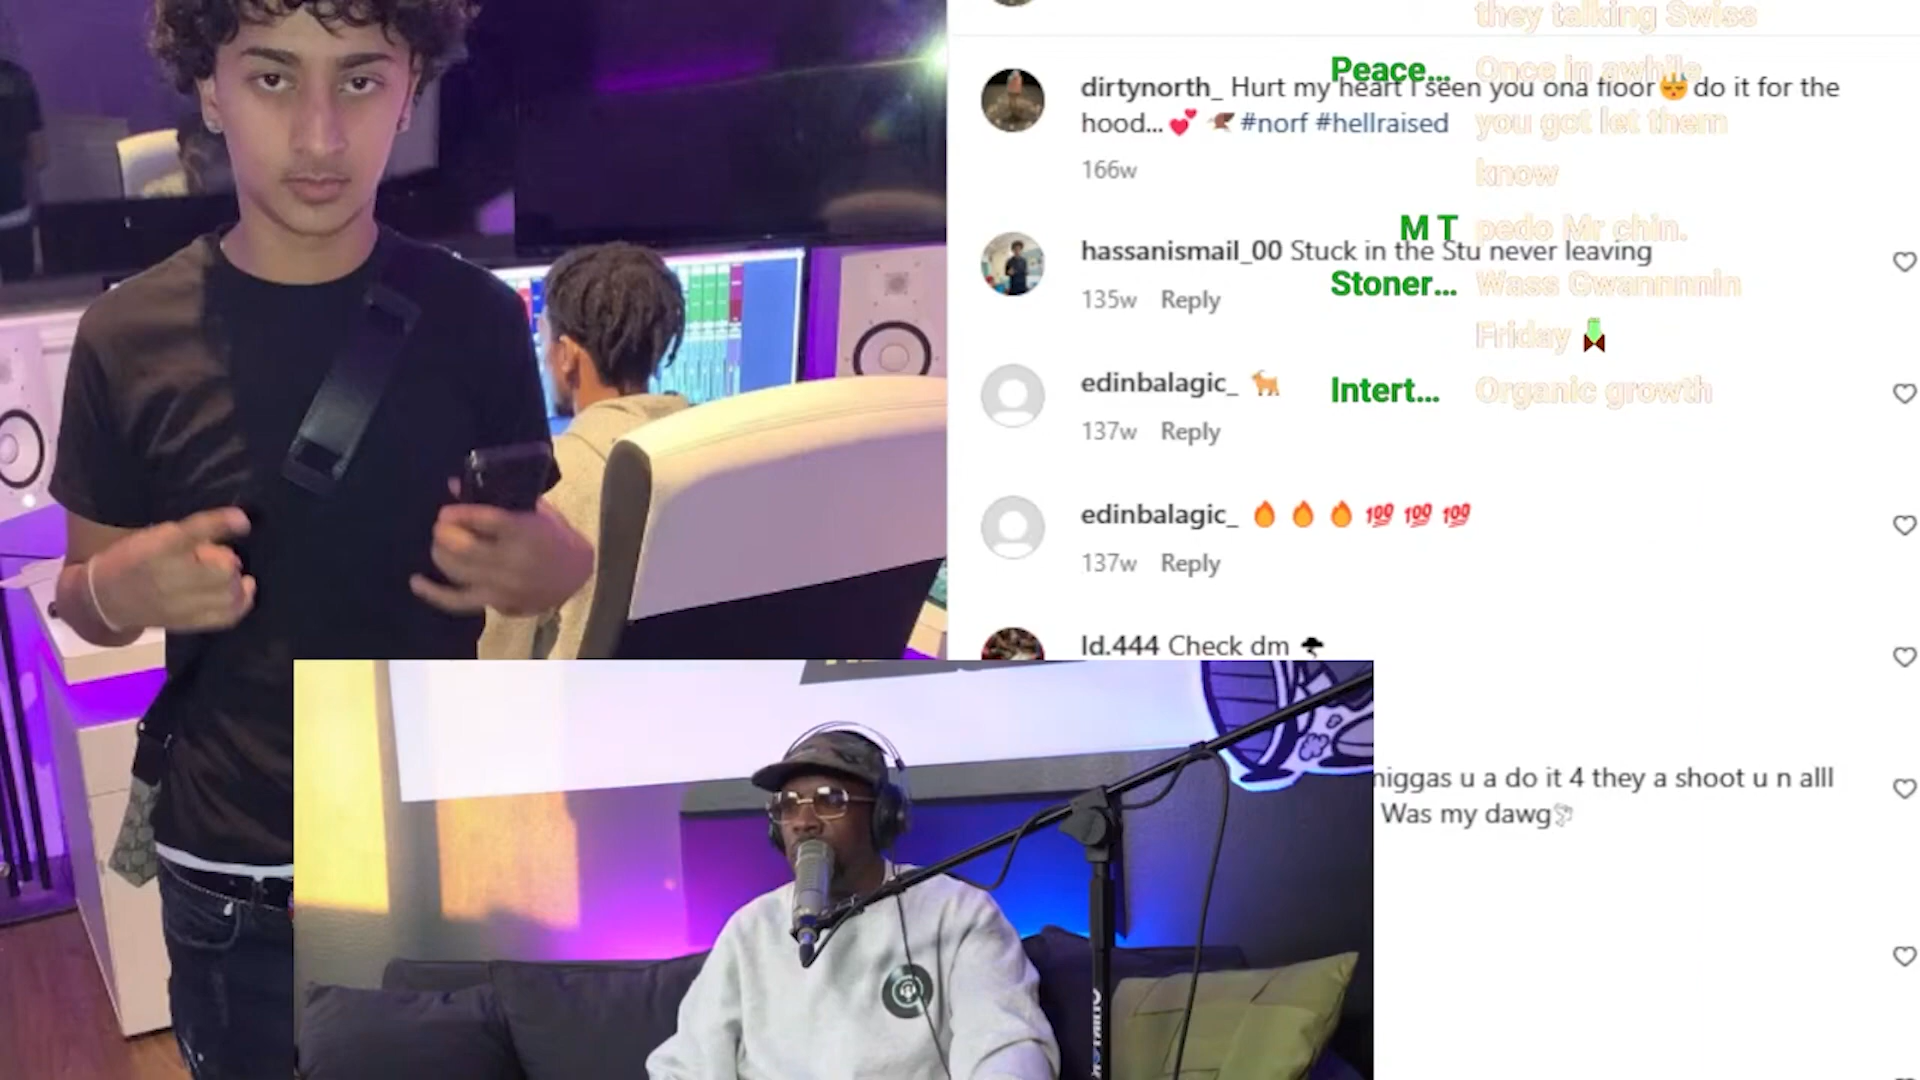 they talking Swiss
Peace... Once in awhile
you got let them
know
M T pedo Mr chin.
Stoner... Wass Gwannnmin
Friday
Intert... Organic growth
dirtynorth_ Hurt my heart I seen you ona floor do it for the
hood... #norf #hellraised
166w
hassanismail_00 Stuck in the Stu never leaving
135w Reply
edinbalagic_
137w Reply
edinbalagic_ 🔥 🔥 🔥 💯 💯 💯
137w Reply
ld.444 Check dm
niggas u a do it 4 they a shoot u n alll
Was my dawg